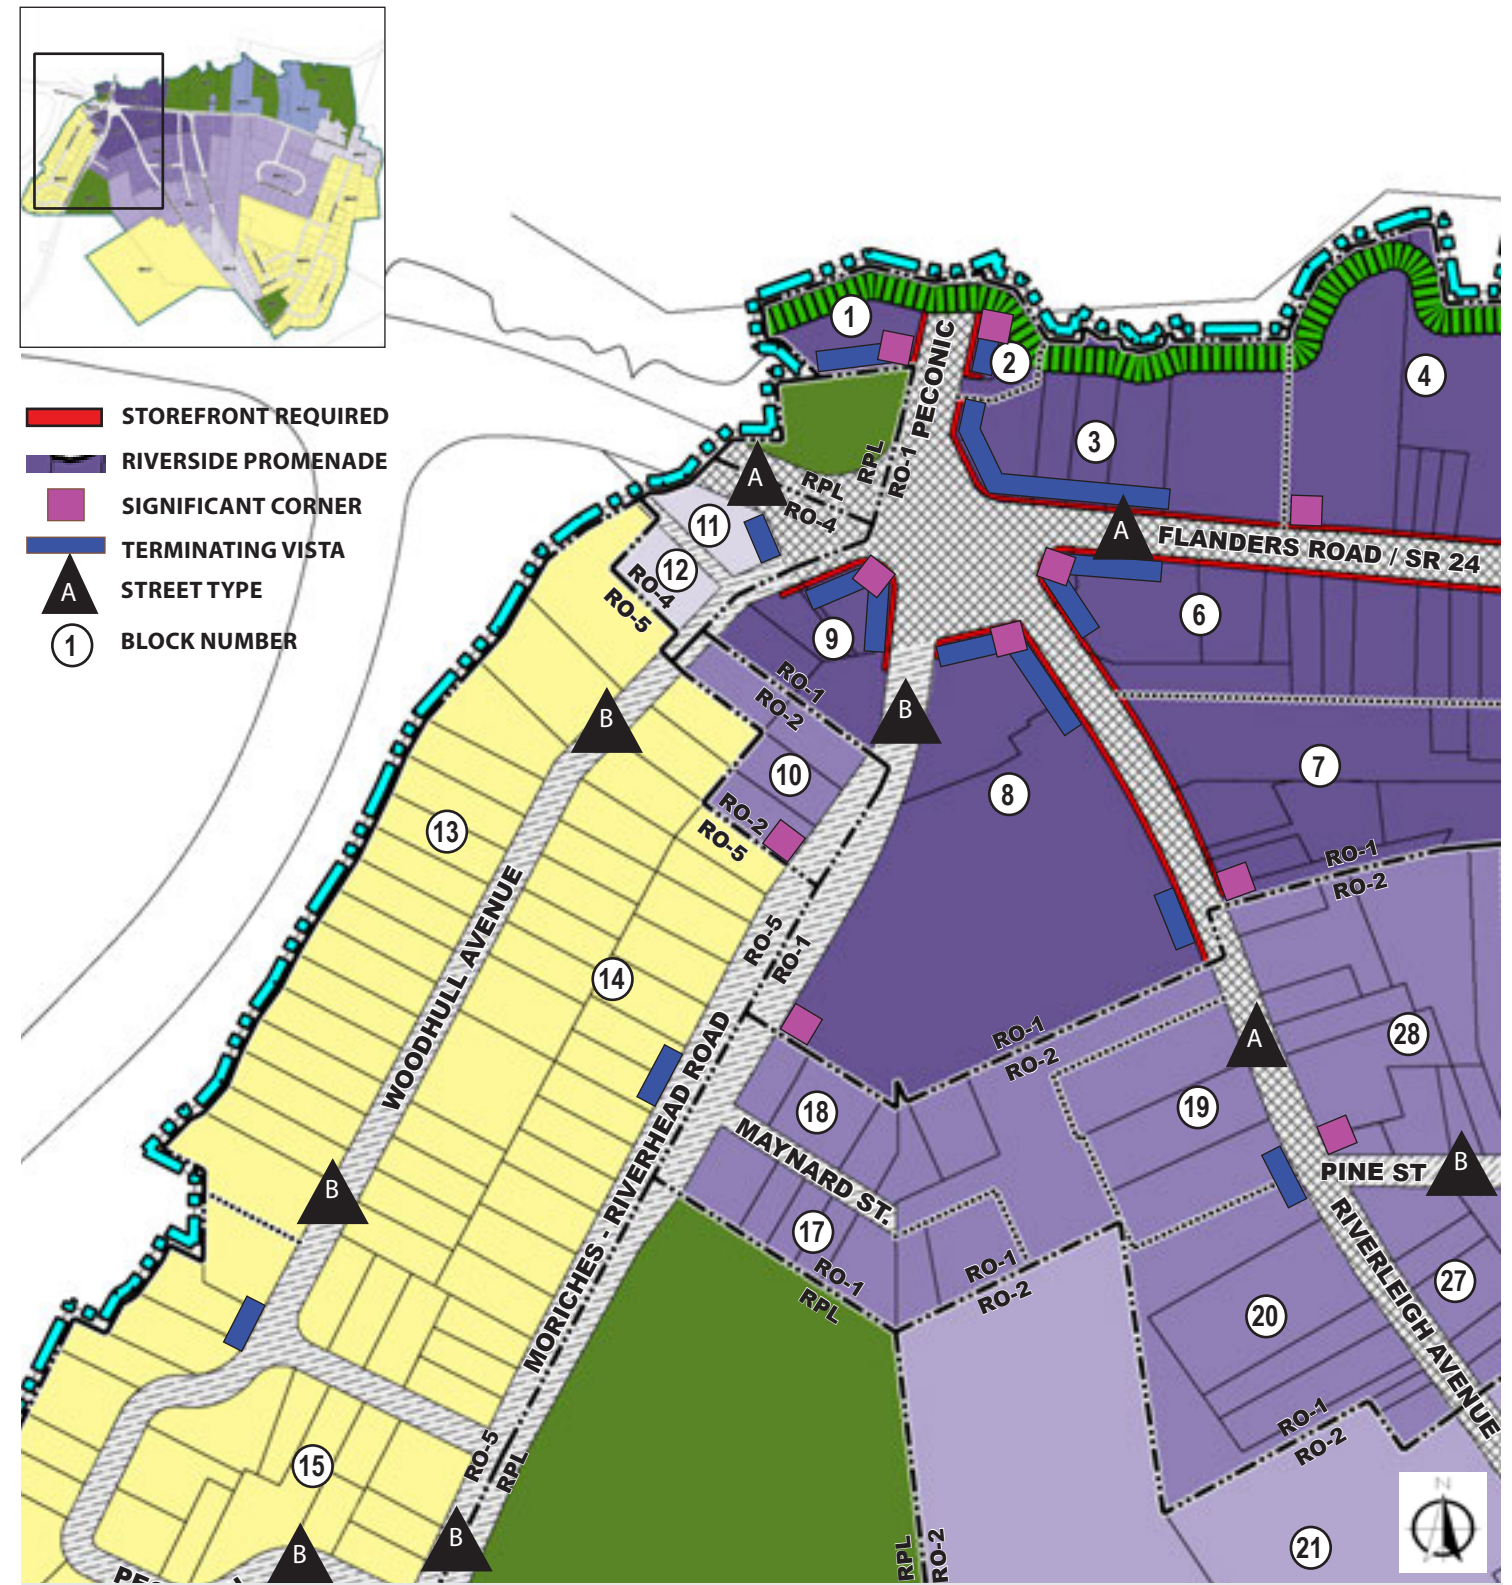 STOREFRONT REQUIRED
RIVERSIDE PROMENADE
SIGNIFICANT CORNER
TERMINATING VISTA
A STREET TYPE
1 BLOCK NUMBER
1
2
PECONIC
4
3
RPL
RO-1
A
RPL
RO-4
11
A
FLANDERS ROAD / SR 24
12
RO-4
RO-5
9
6
RO-1
RO-2
B
B
10
7
8
RO-2
RO-5
13
RO-1
RO-2
WOODHULL AVENUE
14
RO-5
RO-1
RO-1
RO-2
28
A
MORICHES - RIVERHEAD ROAD
18
19
MAYNARD ST.
PINE ST
B
B
17
RO-1
RPL
RO-1
RO-2
RIVERLEIGH AVENUE
27
20
RO-1
RO-2
15
RO-5
RPL
B
B
RPL
RO-2
21
N